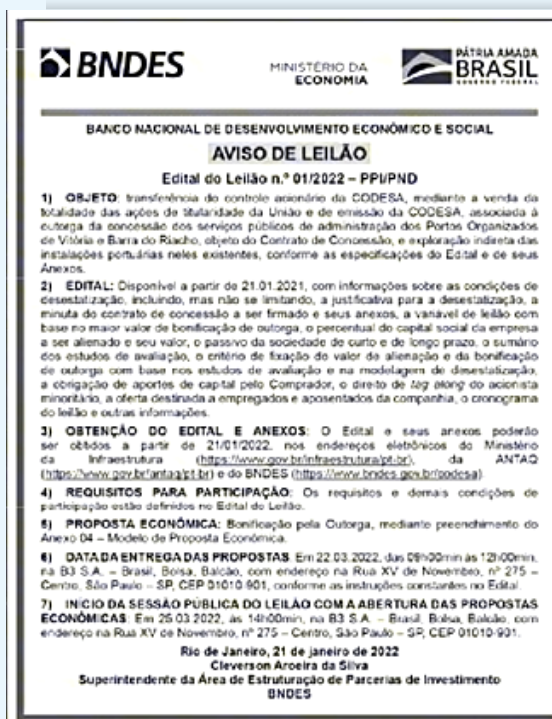 BNDES
MINISTÉRIO DA
ECONOMIA
PÁTRIA AMADA
BRASIL
GOVERNO FEDERAL
BANCO NACIONAL DE DESENVOLVIMENTO ECONÔMICO E SOCIAL
AVISO DE LEILÃO
Edital do Leilão n.º 01/2022 – PPI/PND
1) OBJETO: transferência do controle acionário da CODESA, mediante a venda da
totalidade das ações de titularidade da União e de emissão da CODESA, associada à
outorga da concessão dos serviços públicos de administração dos Portos Organizados
de Vitória e Barra do Riacho, objeto do Contrato de Concessão, e exploração indireta das
instalações portuárias neles existentes, conforme as especificações do Edital e de seus
Anexos.
2) EDITAL: Disponível a partir de 21.01.2021, com informações sobre as condições de
desestatização, incluindo, mas não se limitando, a justificativa para a desestatização, a
minuta do contrato de concessão a ser firmado e seus anexos, a variável de leilão com
base no maior valor de bonificação de outorga, o percentual do capital social da empresa
a ser alienado e seu valor, o passivo da sociedade de curto e de longo prazo, o sumário
dos estudos de avaliação, o critério de fixação do valor de alienação e da bonificação
de outorga com base nos estudos de avaliação e na modelagem de desestatização,
a obrigação de aportes de capital pelo Comprador, o direito de tag along do acionista
minoritário, a oferta destinada a empregados e aposentados da companhia, o cronograma
do leilão e outras informações.
3) OBTENÇÃO DO EDITAL E ANEXOS: O Edital e seus anexos poderão
ser obtidos a partir de 21/01/2022, nos endereços eletrônicos do Ministério
da Infraestrutura (https://www.gov.br/infraestrutura/pt-br), da ANTAQ
(https://www.gov.br/antaq/pt-br) e do BNDES (https://www.bndes.gov.br/codesa)
4) REQUISITOS PARA PARTICIPAÇÃO: Os requisitos e demais condições de
participação estão definidos no Edital do Leilão.
5) PROPOSTA ECONÔMICA: Bonificação pela Outorga, mediante preenchimento do
Anexo 04 – Modelo de Proposta Econômica.
6) DATA DA ENTREGA DAS PROPOSTAS: Em 22.03.2022, das 09h00min às 12h00min,
na B3 S.A. – Brasil, Bolsa, Balcão, com endereço na Rua XV de Novembro, nº 275 –
Centro, São Paulo – SP, CEP 01010-901, conforme as instruções constantes no Edital.
7) INÍCIO DA SESSÃO PÚBLICA DO LEILÃO COM A ABERTURA DAS PROPOSTAS
ECONÔMICAS: Em 25.03.2022, às 14h00min, na B3 S.A. – Brasil, Bolsa, Balcão, com
endereço na Rua XV de Novembro, nº 275 – Centro, São Paulo – SP, CEP 01010-901.
Rio de Janeiro, 21 de janeiro de 2022
Cleverson Aroeira da Silva
Superintendente da Área de Estruturação de Parcerias de Investimento
BNDES